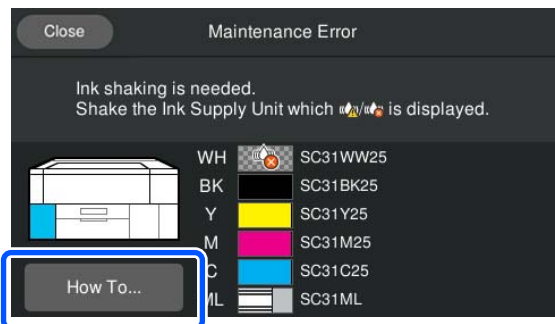 Close
Maintenance Error
Ink shaking is needed.
Shake the Ink Supply Unit which / is displayed.
WH SC31WW25
BK SC31BK25
Y SC31Y25
M SC31M25
C SC31C25
ML SC31ML
How To...